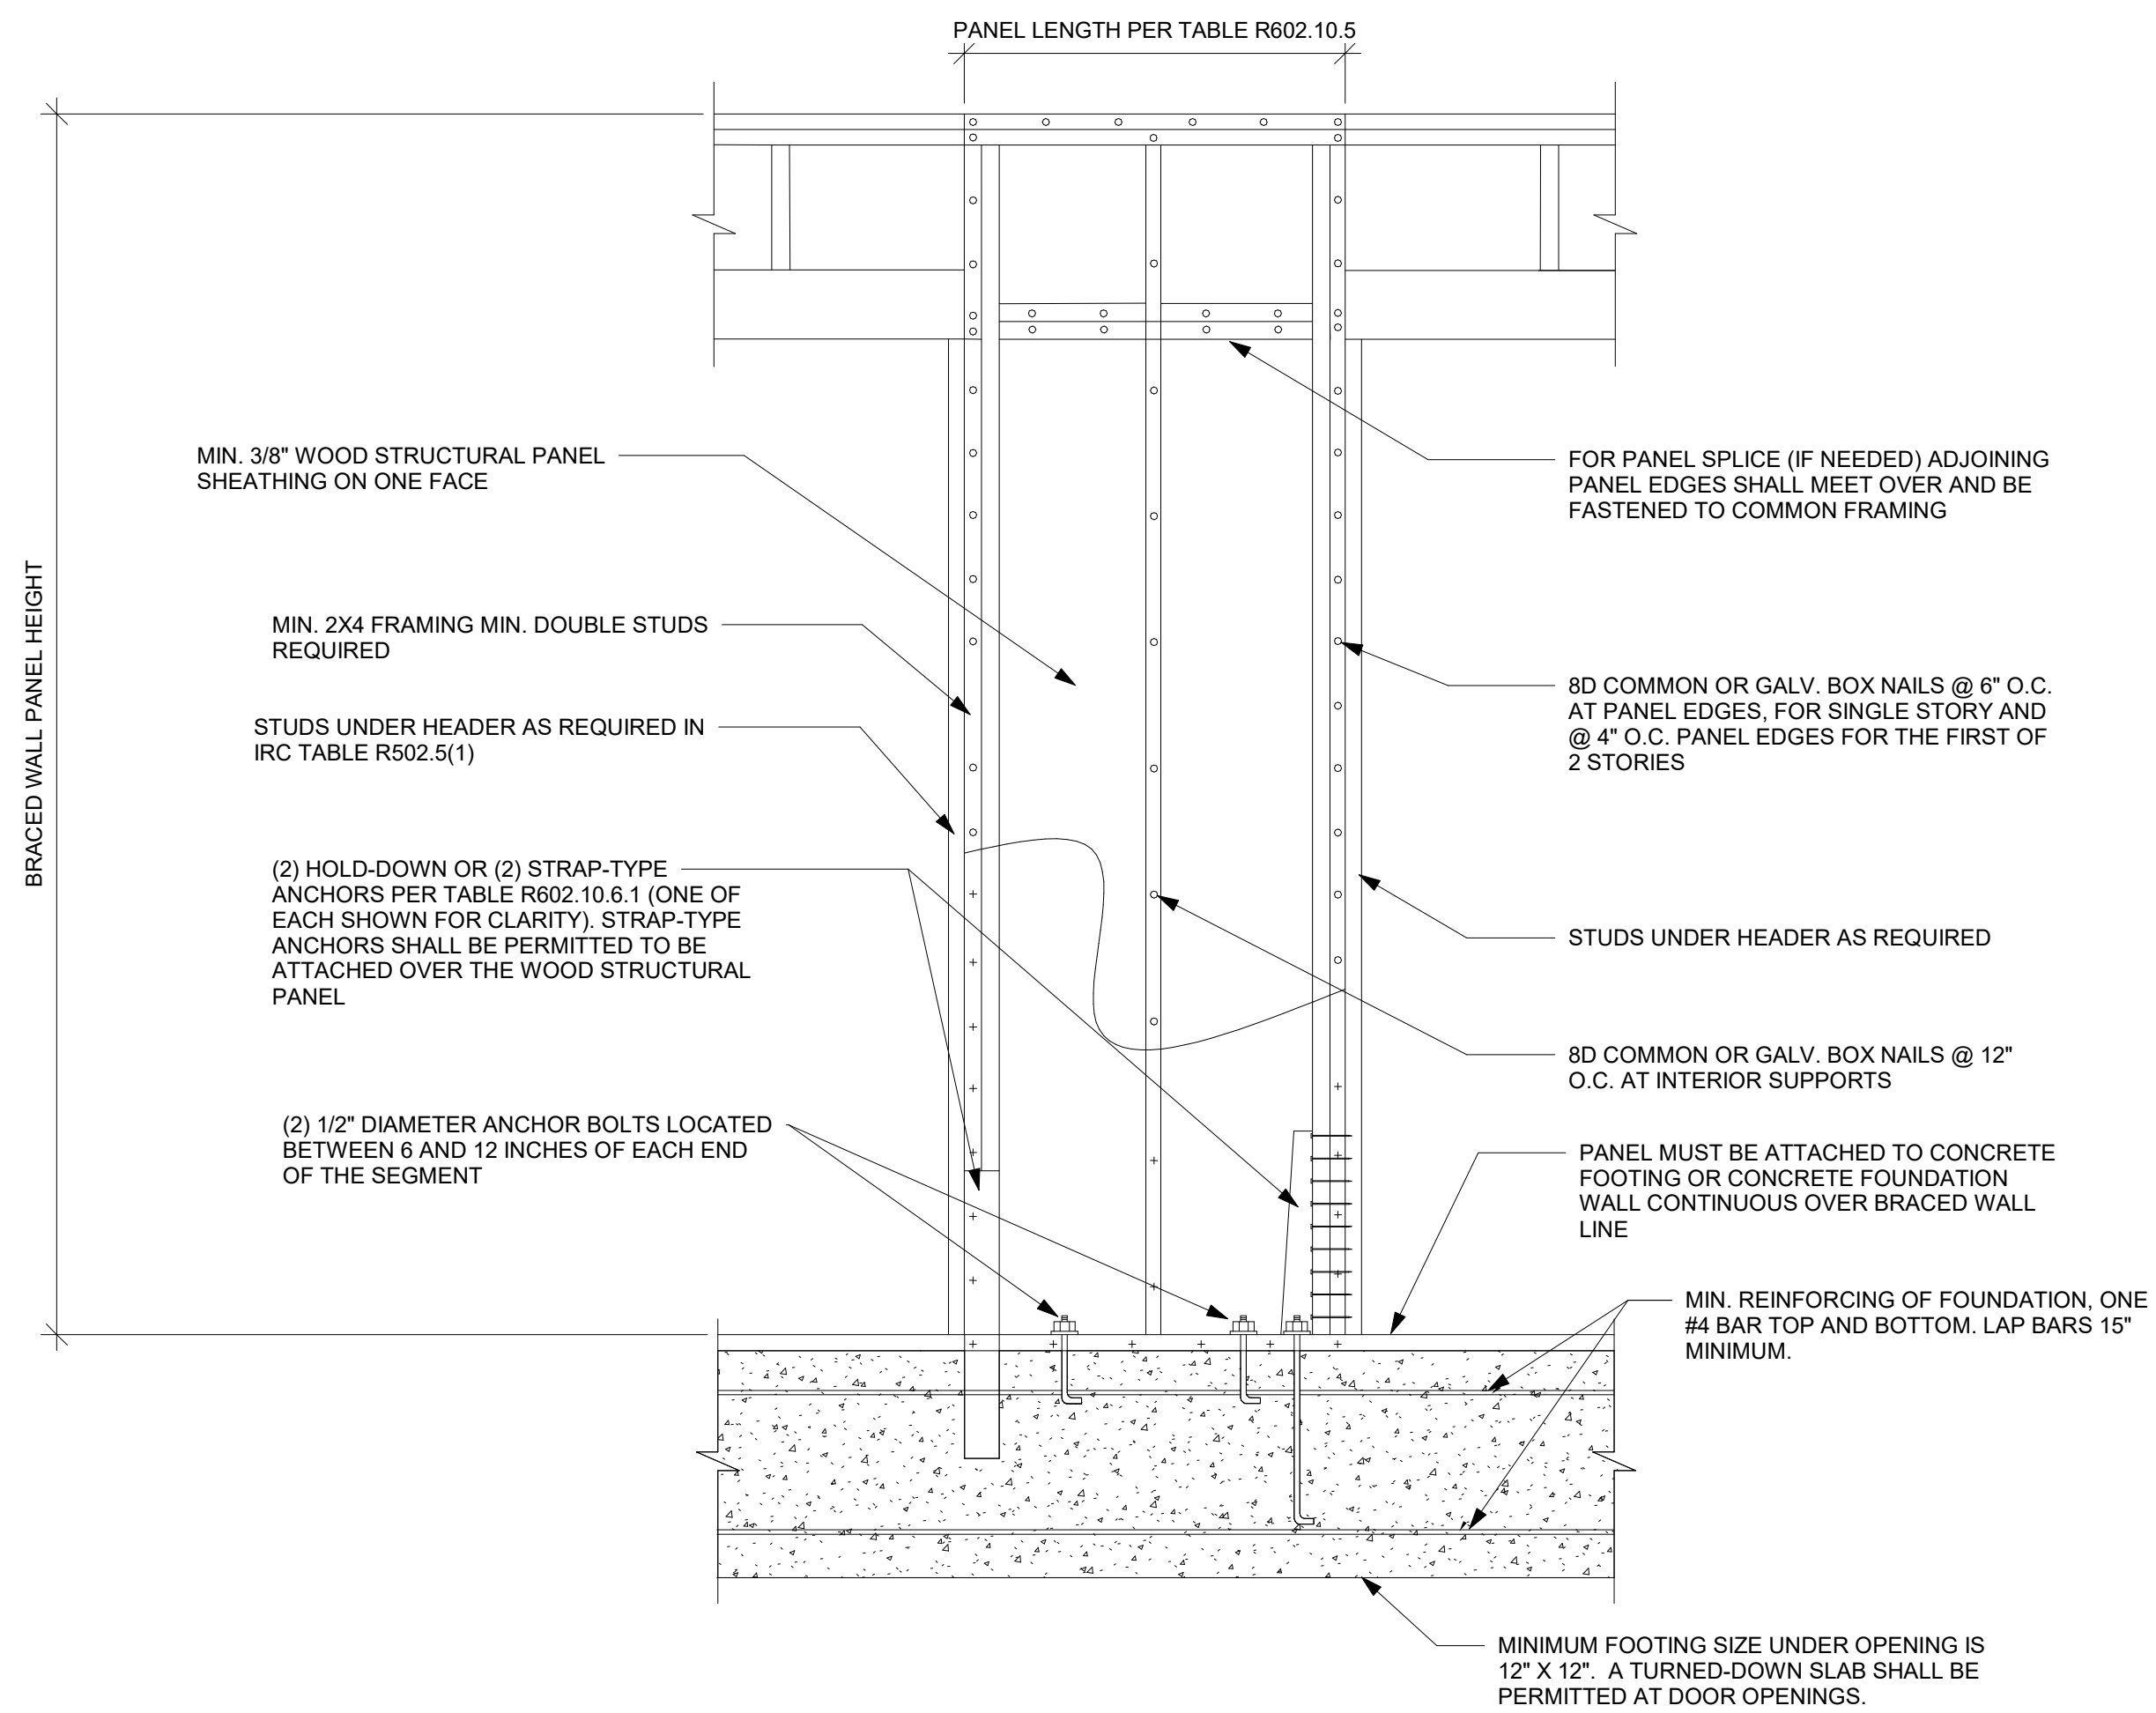 PANEL LENGTH PER TABLE R602.10.5
BRACED WALL PANEL HEIGHT
MIN. 3/8" WOOD STRUCTURAL PANEL
SHEATHING ON ONE FACE
MIN. 2X4 FRAMING MIN. DOUBLE STUDS
REQUIRED
STUDS UNDER HEADER AS REQUIRED IN
IRC TABLE R502.5(1)
(2) HOLD-DOWN OR (2) STRAP-TYPE
ANCHORS PER TABLE R602.10.6.1 (ONE OF
EACH SHOWN FOR CLARITY). STRAP-TYPE
ANCHORS SHALL BE PERMITTED TO BE
ATTACHED OVER THE WOOD STRUCTURAL
PANEL
(2) 1/2" DIAMETER ANCHOR BOLTS LOCATED
BETWEEN 6 AND 12 INCHES OF EACH END
OF THE SEGMENT
FOR PANEL SPLICE (IF NEEDED) ADJOINING
PANEL EDGES SHALL MEET OVER AND BE
FASTENED TO COMMON FRAMING
8D COMMON OR GALV. BOX NAILS @ 6" O.C.
AT PANEL EDGES, FOR SINGLE STORY AND
@ 4" O.C. PANEL EDGES FOR THE FIRST OF
2 STORIES
STUDS UNDER HEADER AS REQUIRED
8D COMMON OR GALV. BOX NAILS @ 12"
O.C. AT INTERIOR SUPPORTS
PANEL MUST BE ATTACHED TO CONCRETE
FOOTING OR CONCRETE FOUNDATION
WALL CONTINUOUS OVER BRACED WALL
LINE
MIN. REINFORCING OF FOUNDATION, ONE
#4 BAR TOP AND BOTTOM. LAP BARS 15"
MINIMUM.
MINIMUM FOOTING SIZE UNDER OPENING IS
12" X 12". A TURNED-DOWN SLAB SHALL BE
PERMITTED AT DOOR OPENINGS.